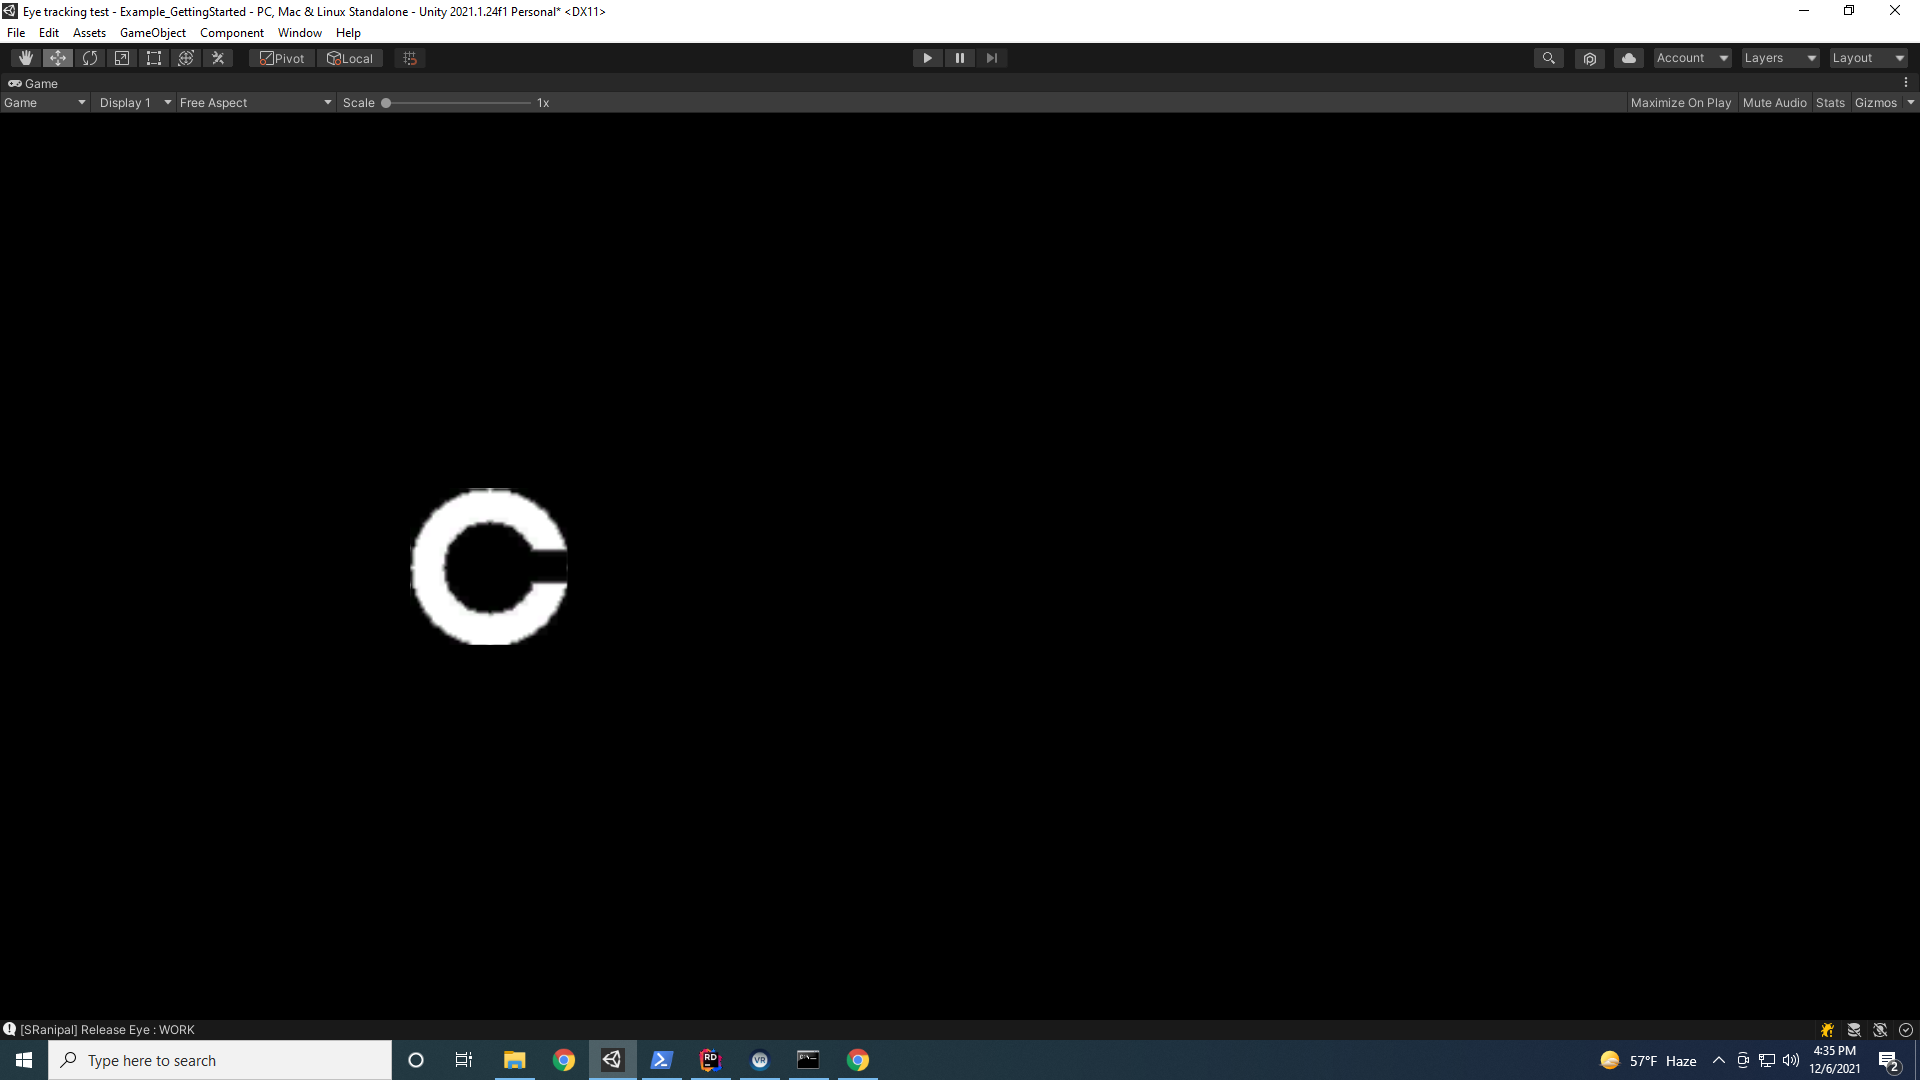 Eye tracking test - Example_GettingStarted - PC, Mac & Linux Standalone - Unity 2021.1.24f1 Personal* <DX11>
File Edit Assets GameObject Component Window Help
Pivot Local Account Layers Layout
Game
Game Display 1 Free Aspect Scale 1x Maximize On Play Mute Audio Stats Gizmos
C
[SRanipal] Release Eye : WORK
Type here to search RD VR 57°F Haze 4:35 PM
12/6/2021 2